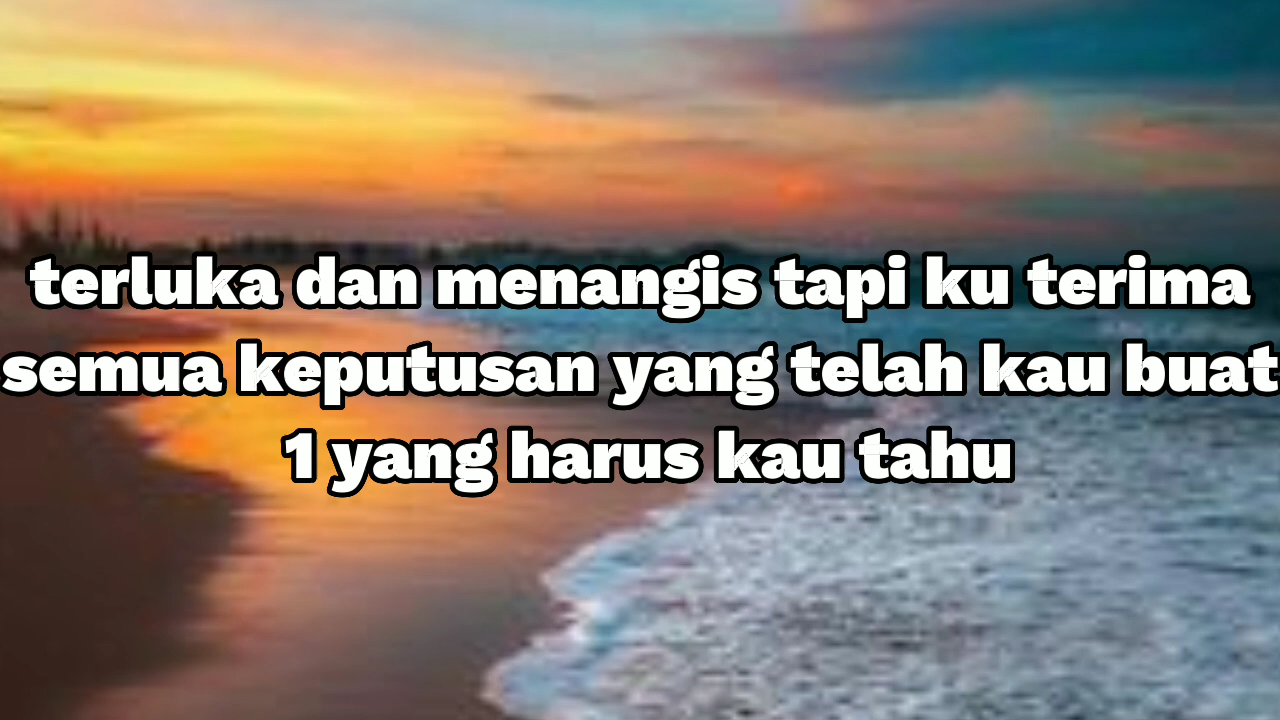 terluka dan menangis tapi ku terima
semua keputusan yang telah kau buat
1 yang harus kau tahu